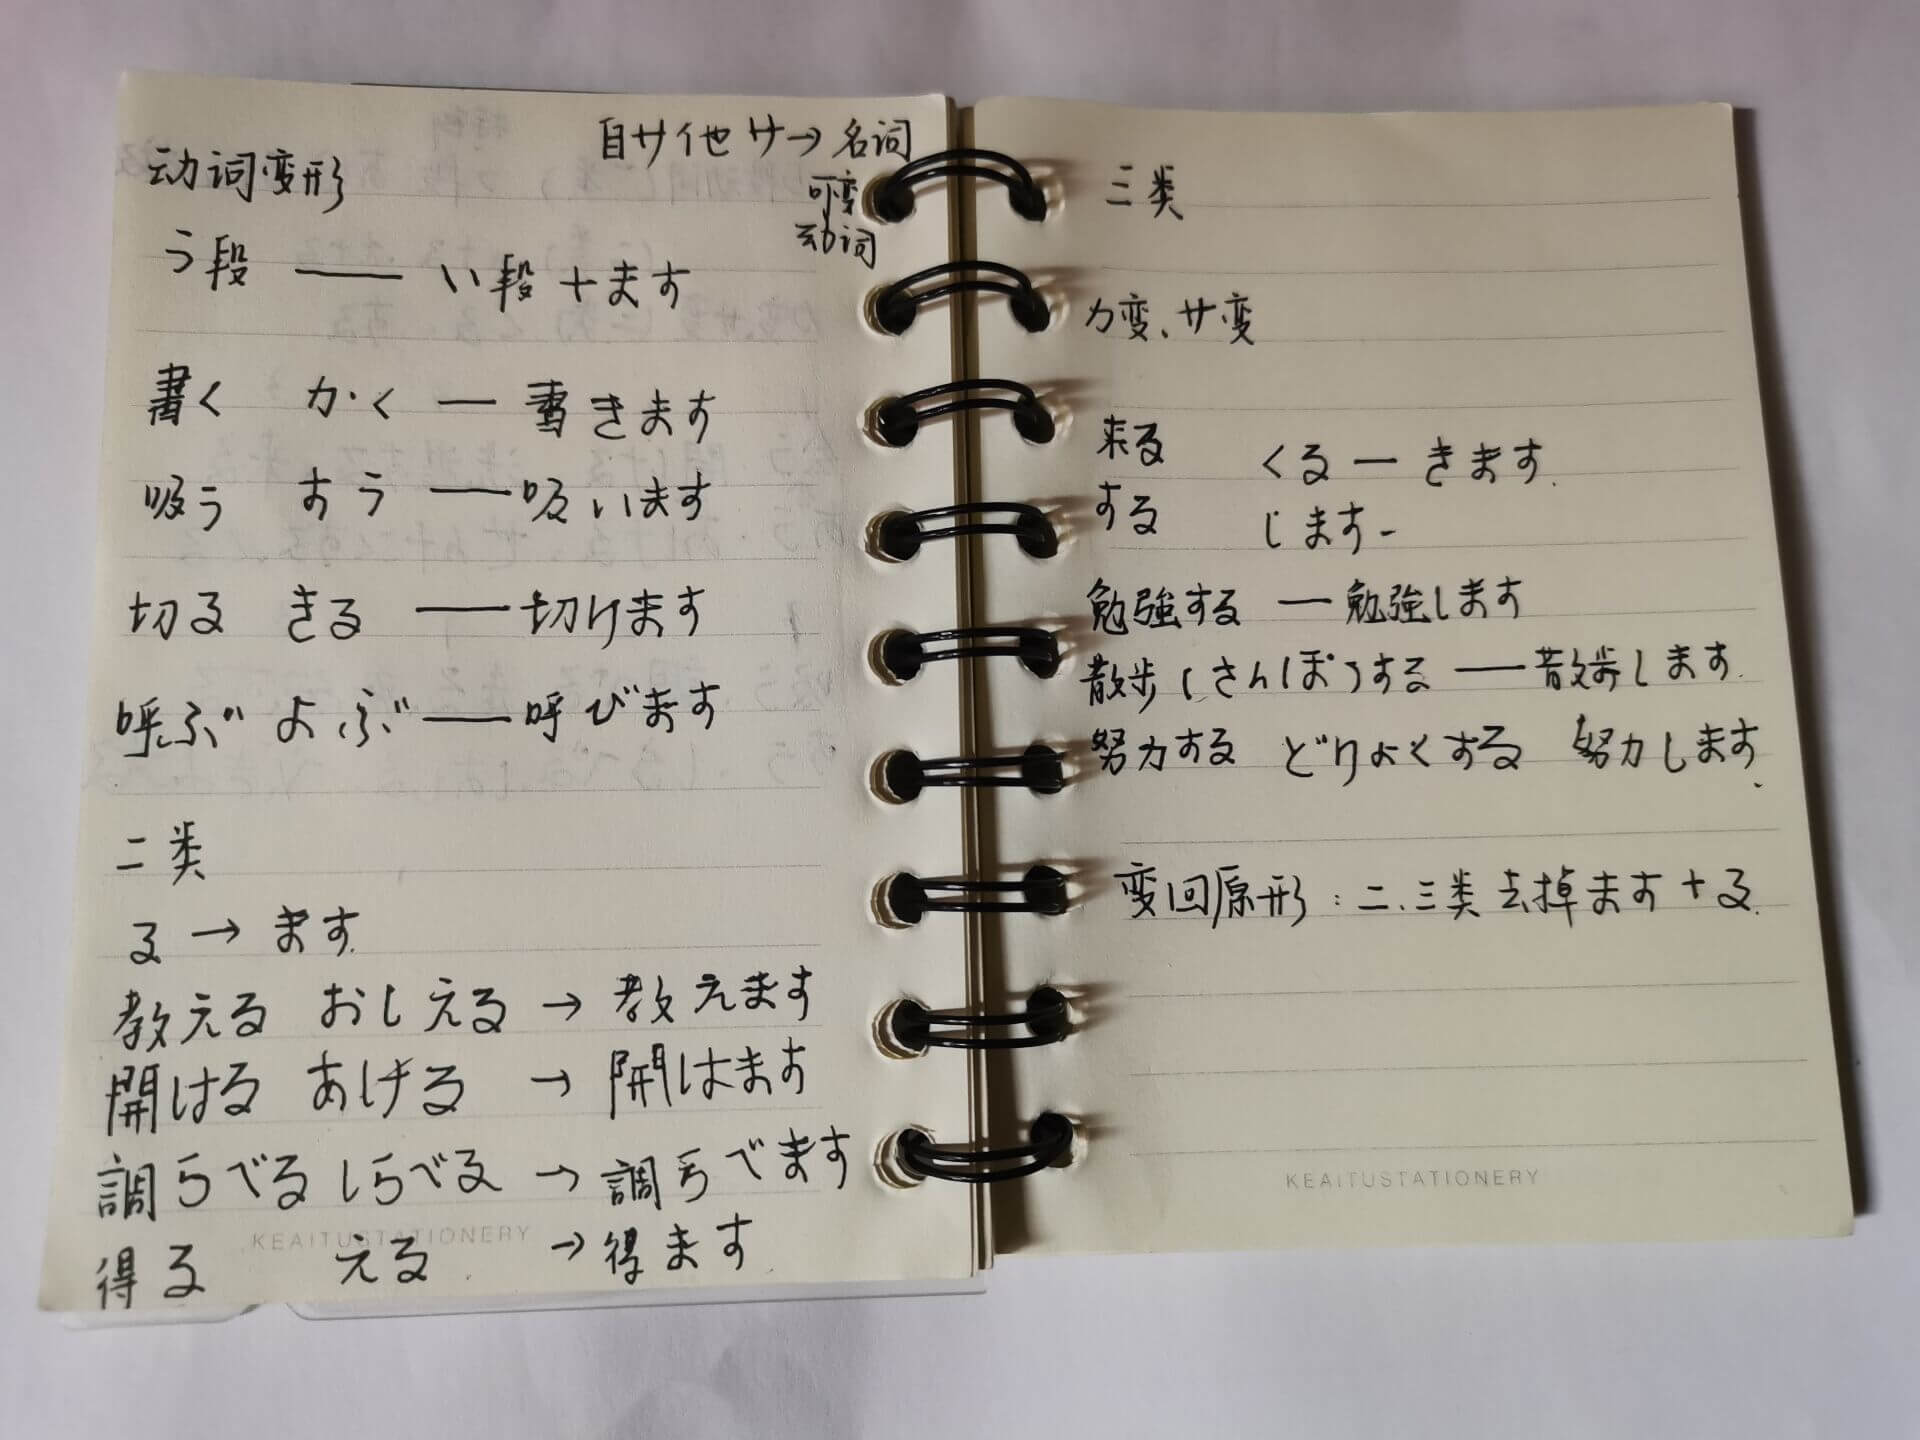 自サ他サ→名词
可变
动词
动词变形
う段 —— い段+ます
書く かく — 書きます
吸う すう —— 吸います
切る きる —— 切ります
呼ぶ よぶ —— 呼びます
二类
る → ます
教える おしえる → 教えます
開ける あける → 開けます
調らべる しらべる → 調らべます
KEAITUSTATIONERY
得る える → 得ます
三类
カ変、サ変
来る くる — きます
する します-
勉強する — 勉強します
散歩(さんぽ)する —— 散歩します
努力する どりょくする 努力します
变回原形:二、三类去掉ます+る
KEAITUSTATIONERY